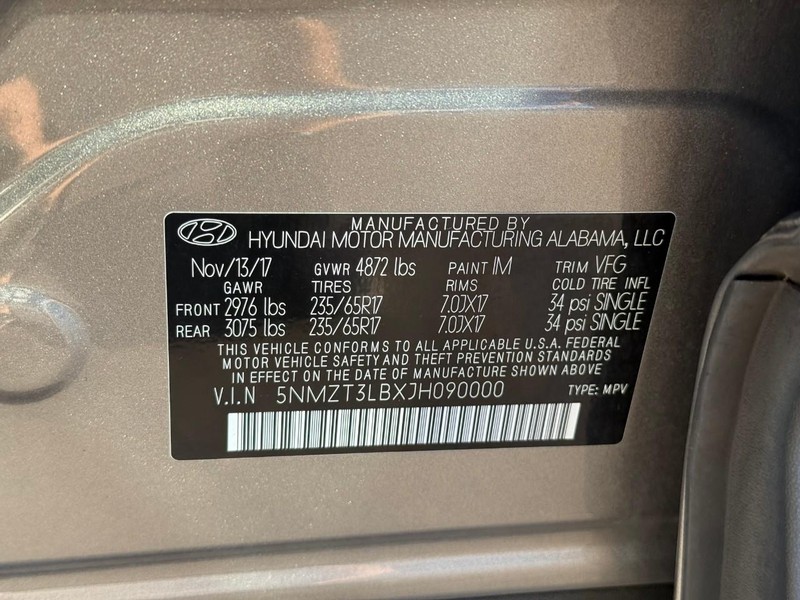 MANUFACTURED BY
HYUNDAI MOTOR MANUFACTURING ALABAMA, LLC
Nov/13/17 GVWR 4872 lbs PAINT IM TRIM VFG
GAWR TIRES RIMS COLD TIRE INFL
FRONT 2976 lbs 235/65R17 7.0JX17 34 psi SINGLE
REAR 3075 lbs 235/65R17 7.0JX17 34 psi SINGLE
THIS VEHICLE CONFORMS TO ALL APPLICABLE U.S.A. FEDERAL
MOTOR VEHICLE SAFETY AND THEFT PREVENTION STANDARDS
IN EFFECT ON THE DATE OF MANUFACTURE SHOWN ABOVE
V.I.N 5NMZT3LBXJH090000 TYPE: MPV